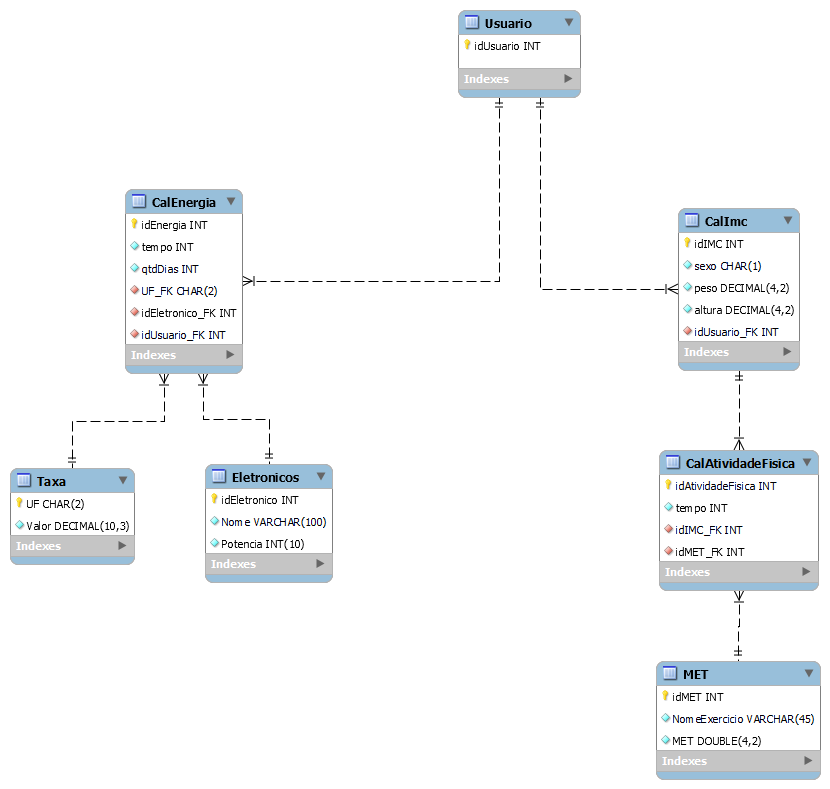 Usuario
idUsuario INT
Indexes
CalEnergia
idEnergia INT
tempo INT
qtdDias INT
UF_FK CHAR(2)
idEletronico_FK INT
idUsuario_FK INT
Indexes
CalImc
idIMC INT
sexo CHAR(1)
peso DECIMAL(4,2)
altura DECIMAL(4,2)
idUsuario_FK INT
Indexes
Taxa
UF CHAR(2)
Valor DECIMAL(10,3)
Indexes
Eletronicos
idEletronico INT
Nome VARCHAR(100)
Potencia INT(10)
Indexes
CalAtividadeFisica
idAtividadeFisica INT
tempo INT
idIMC_FK INT
idMET_FK INT
Indexes
MET
idMET INT
NomeExercicio VARCHAR(45)
MET DOUBLE(4,2)
Indexes